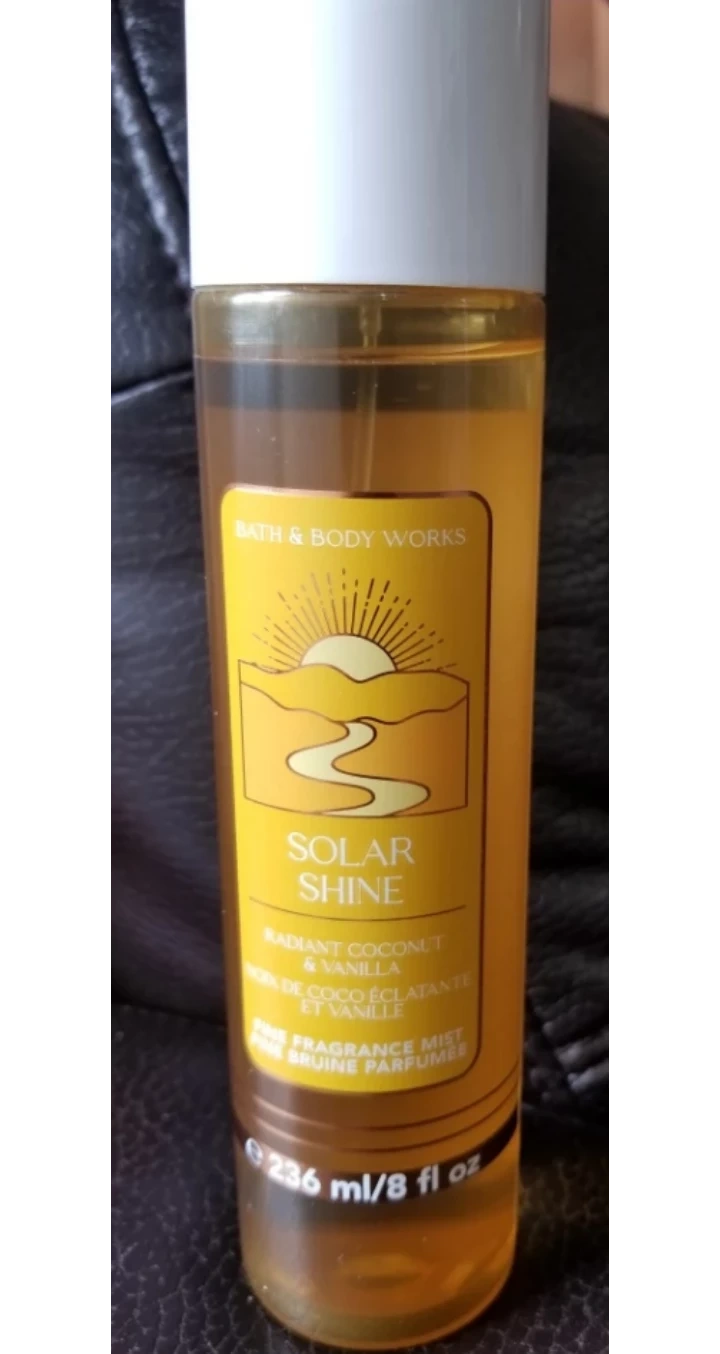 BATH & BODY WORKS
SOLAR
SHINE
RADIANT COCONUT
& VANILLA
NOIX DE COCO ÉCLATANTE
ET VANILLE
FINE FRAGRANCE MIST
FINE BRUINE PARFUMÉE
℮ 236 ml/8 fl oz